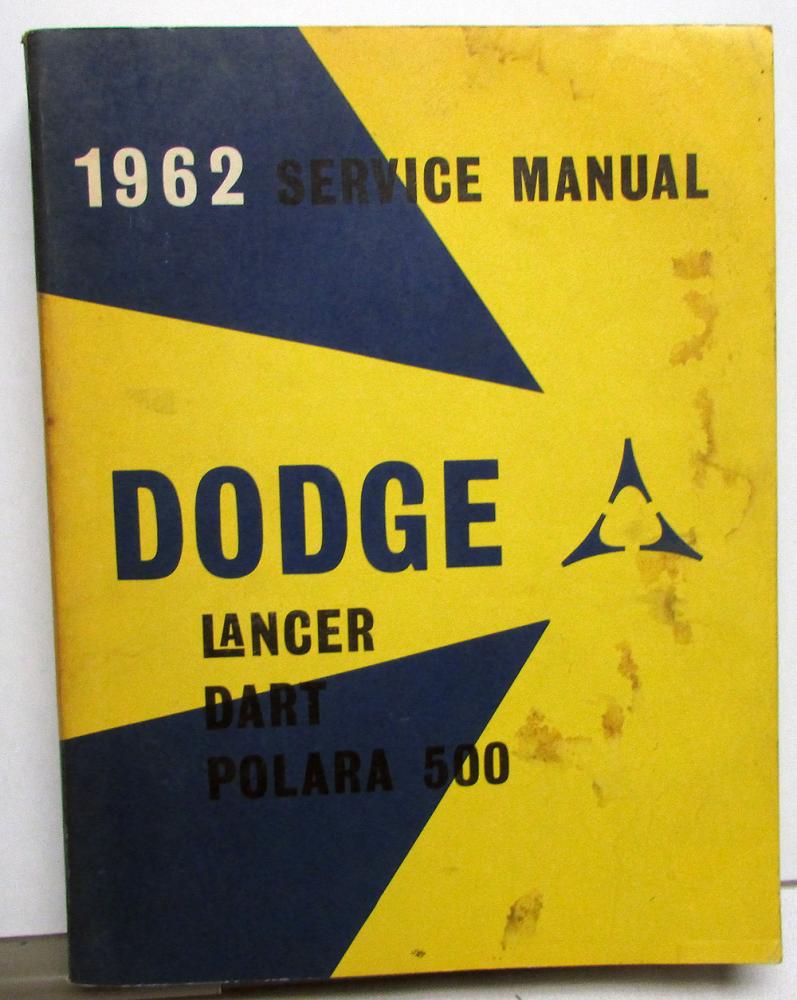 1962 SERVICE MANUAL
DODGE
LANCER
DART
POLARA 500